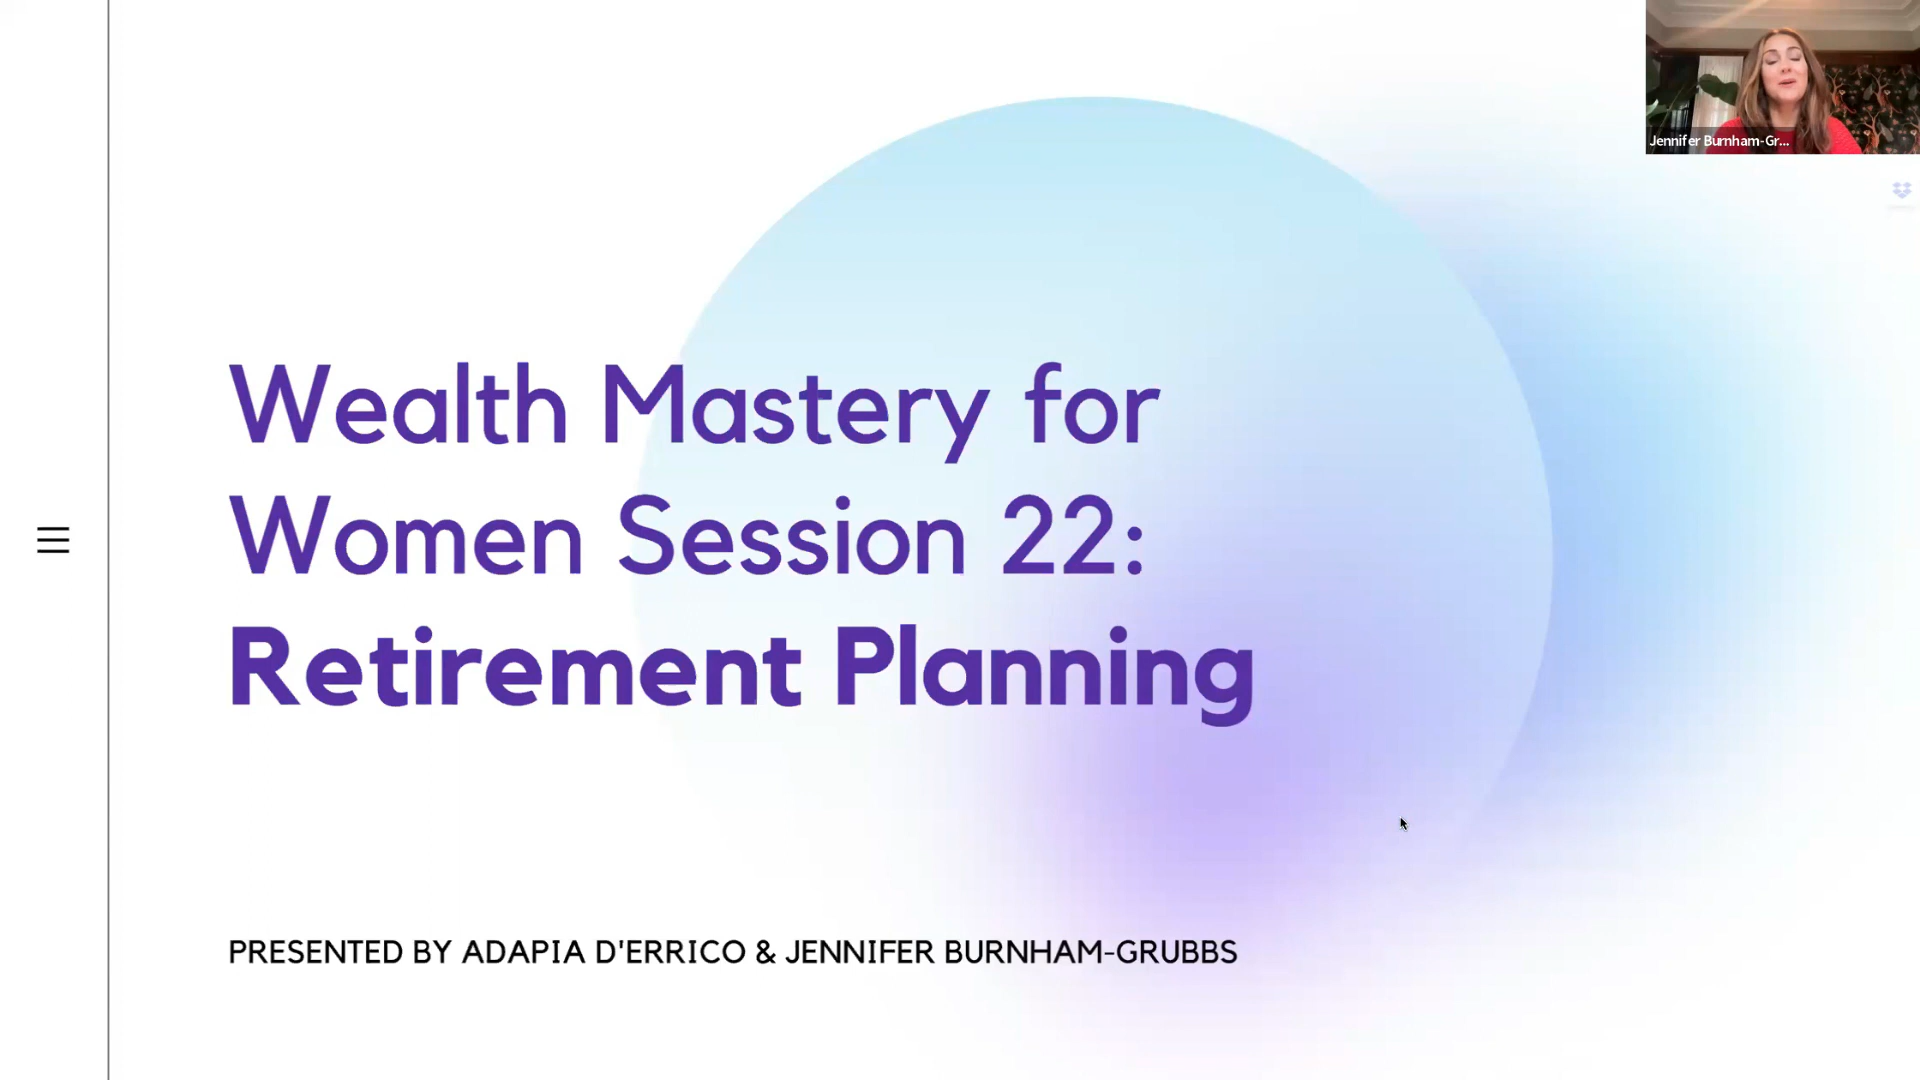 Jennifer Burnham-Gr...
Wealth Mastery for
Women Session 22:
Retirement Planning
PRESENTED BY ADAPIA D'ERRICO & JENNIFER BURNHAM-GRUBBS